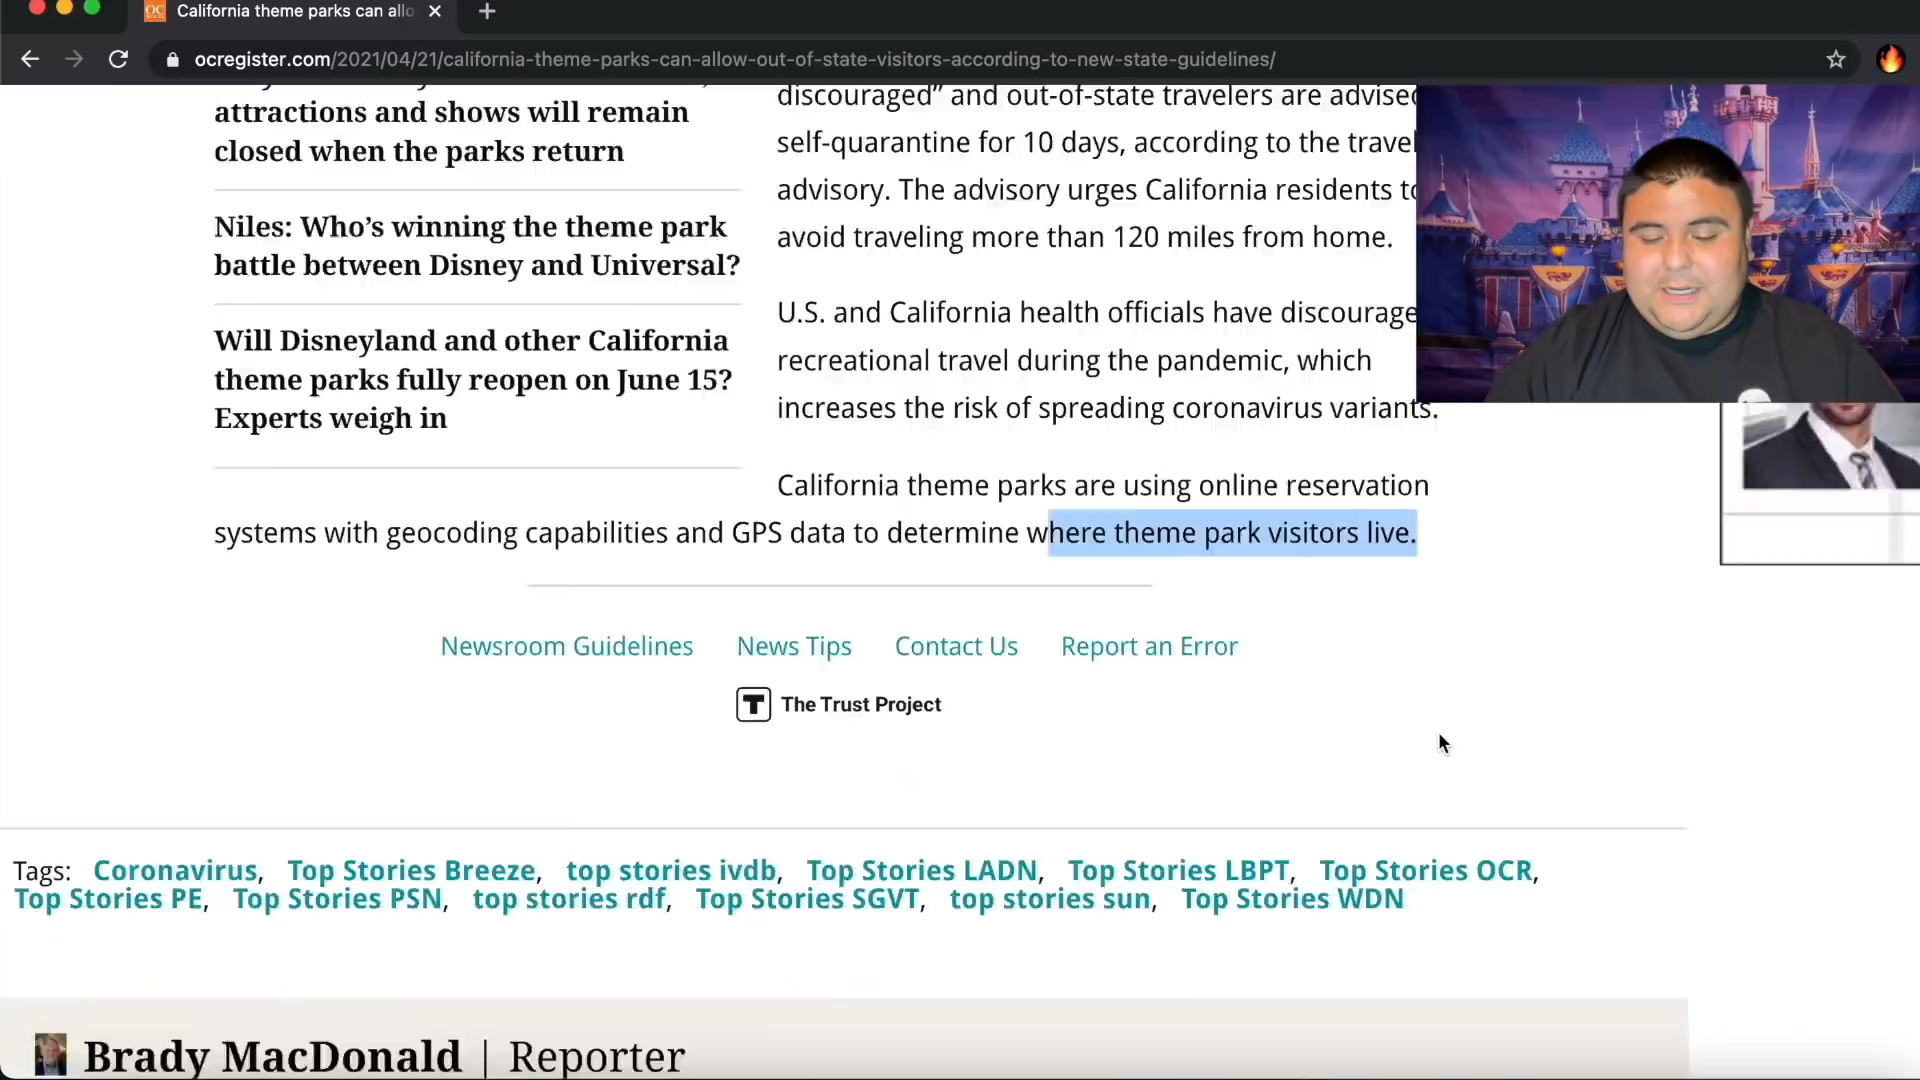 OC
California theme parks can allo
ocregister.com/2021/04/21/california-theme-parks-can-allow-out-of-state-visitors-according-to-new-state-guidelines/
attractions and shows will remain
closed when the parks return
Niles: Who’s winning the theme park
battle between Disney and Universal?
Will Disneyland and other California
theme parks fully reopen on June 15?
Experts weigh in
discouraged” and out-of-state travelers are advised
self-quarantine for 10 days, according to the travel
advisory. The advisory urges California residents to
avoid traveling more than 120 miles from home.
U.S. and California health officials have discourage
recreational travel during the pandemic, which
increases the risk of spreading coronavirus variants.
California theme parks are using online reservation
systems with geocoding capabilities and GPS data to determine where theme park visitors live.
Newsroom Guidelines News Tips Contact Us Report an Error
T The Trust Project
Tags: Coronavirus, Top Stories Breeze, top stories ivdb, Top Stories LADN, Top Stories LBPT, Top Stories OCR,
Top Stories PE, Top Stories PSN, top stories rdf, Top Stories SGVT, top stories sun, Top Stories WDN
Brady MacDonald | Reporter